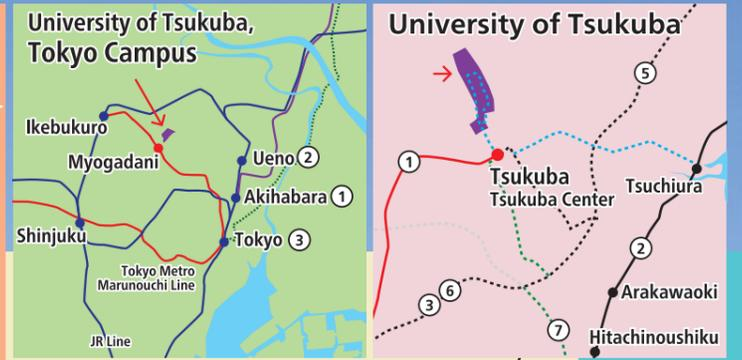 University of Tsukuba,
Tokyo Campus
Ikebukuro
Myogadani
Ueno 2
Akihabara 1
Shinjuku
Tokyo 3
Tokyo Metro
Marunouchi Line
JR Line
University of Tsukuba
5
1
Tsukuba
Tsukuba Center
Tsuchiura
2
6
3
Arakawaoki
7
Hitachinoushiku